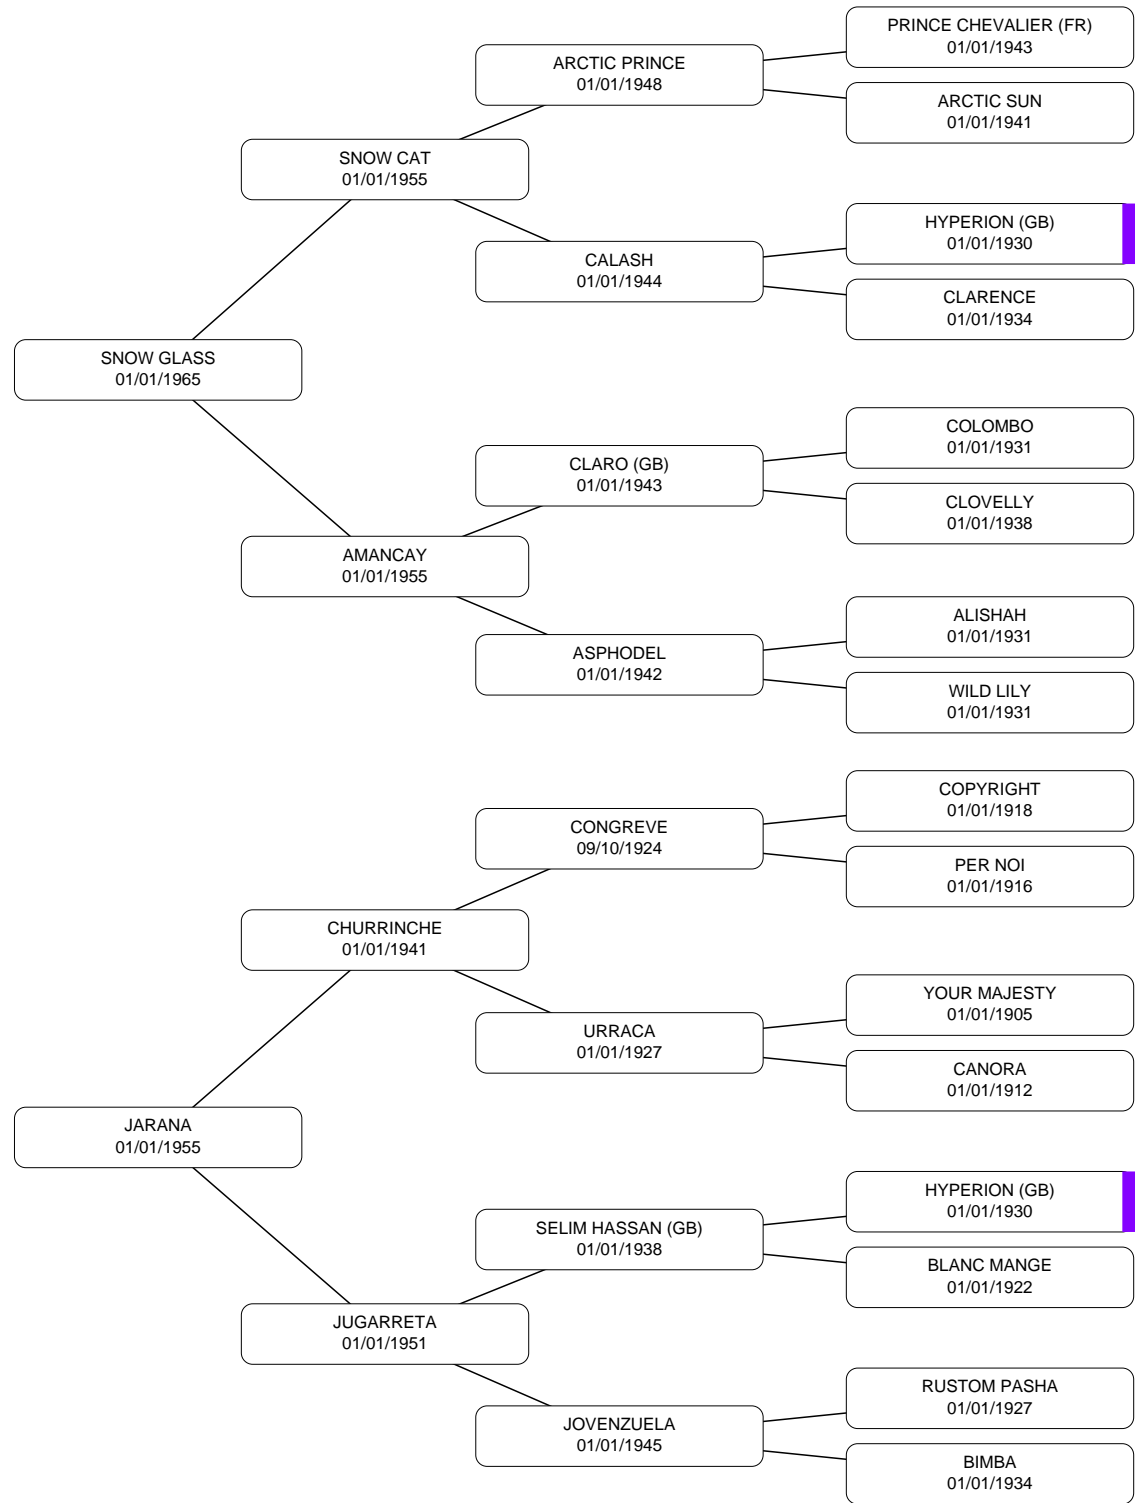 PRINCE CHEVALIER (FR)
01/01/1943
ARCTIC PRINCE
01/01/1948
ARCTIC SUN
01/01/1941
SNOW CAT
01/01/1955
HYPERION (GB)
01/01/1930
CALASH
01/01/1944
CLARENCE
01/01/1934
SNOW GLASS
01/01/1965
COLOMBO
01/01/1931
CLARO (GB)
01/01/1943
CLOVELLY
01/01/1938
AMANCAY
01/01/1955
ALISHAH
01/01/1931
ASPHODEL
01/01/1942
WILD LILY
01/01/1931
COPYRIGHT
01/01/1918
CONGREVE
09/10/1924
PER NOI
01/01/1916
CHURRINCHE
01/01/1941
YOUR MAJESTY
01/01/1905
URRACA
01/01/1927
CANORA
01/01/1912
JARANA
01/01/1955
HYPERION (GB)
01/01/1930
SELIM HASSAN (GB)
01/01/1938
BLANC MANGE
01/01/1922
JUGARRETA
01/01/1951
RUSTOM PASHA
01/01/1927
JOVENZUELA
01/01/1945
BIMBA
01/01/1934